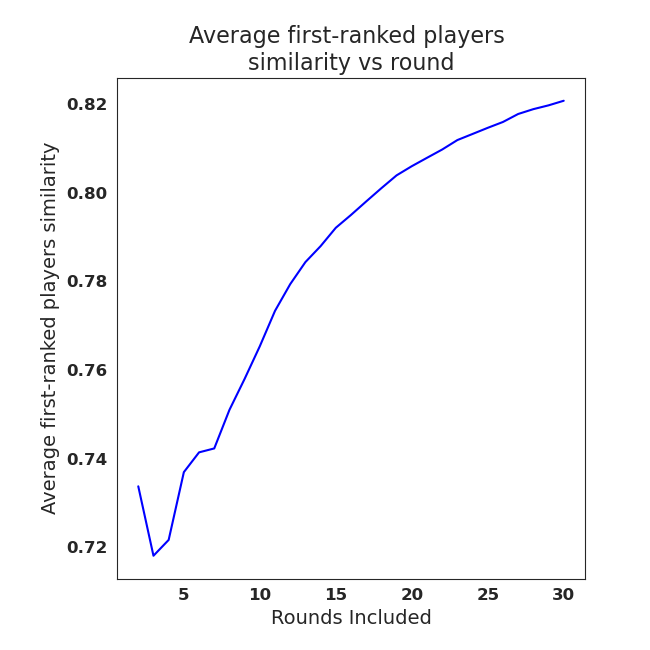 Average first-ranked players
similarity vs round
Average first-ranked players similarity
0.82
0.80
0.78
0.76
0.74
0.72
5 10 15 20 25 30
Rounds Included